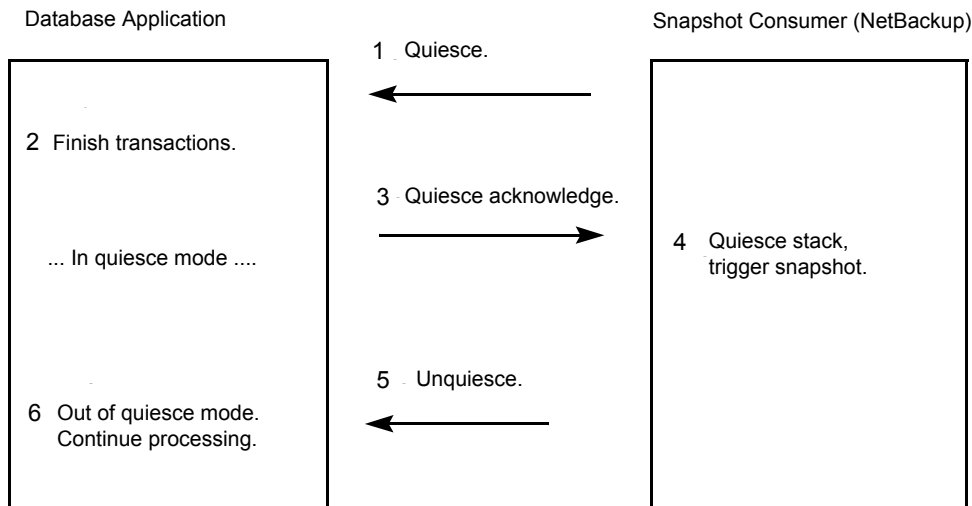 Database Application
Snapshot Consumer (NetBackup)
1 Quiesce.
2 Finish transactions.
3 Quiesce acknowledge.
... In quiesce mode ....
4 Quiesce stack,
trigger snapshot.
5 Unquiesce.
6 Out of quiesce mode.
Continue processing.